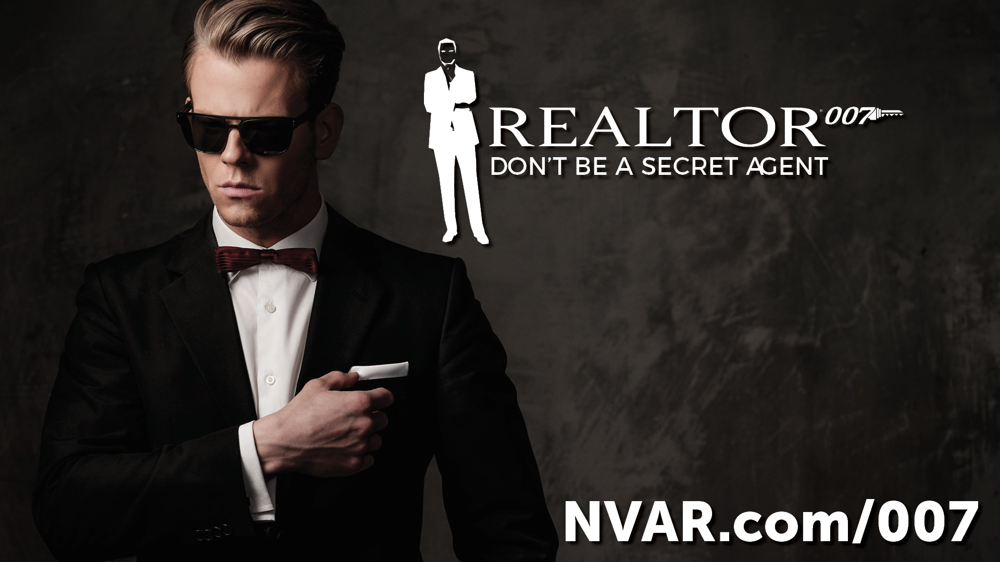 REALTOR® 007
DON'T BE A SECRET AGENT
NVAR.com/007